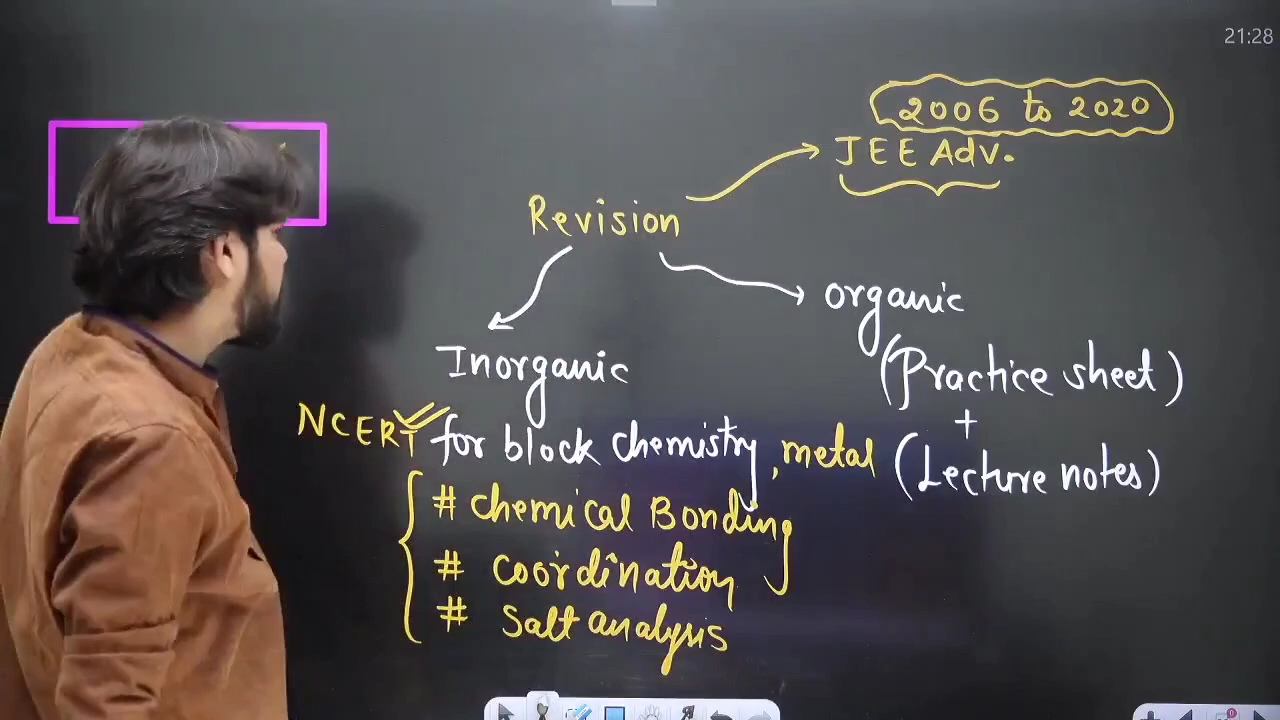 21:28
2006 to 2020
JEE Adv.
Revision
organic
(Practice sheet)
+
(Lecture notes)
Inorganic
NCERT for block chemistry, metal
# Chemical Bonding
# Coordination
# Salt analysis